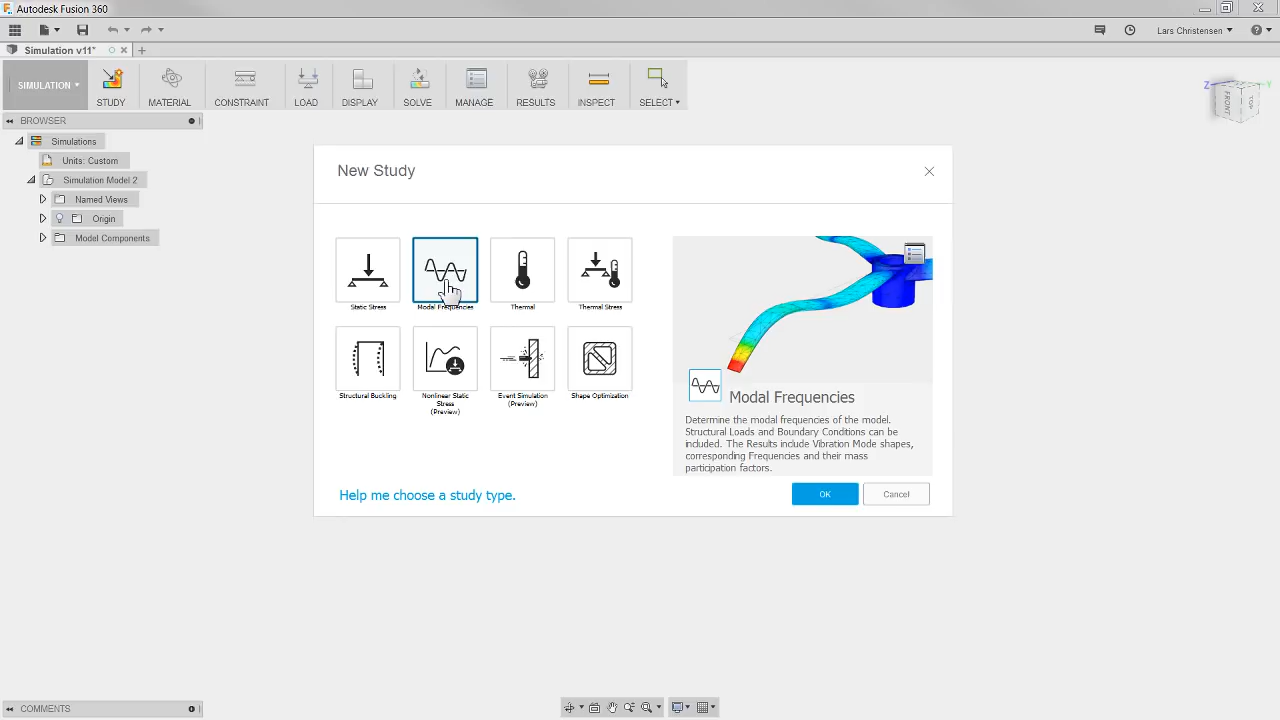 Autodesk Fusion 360
Lars Christensen
Simulation v11*
SIMULATION
STUDY
MATERIAL
CONSTRAINT
LOAD
DISPLAY
SOLVE
MANAGE
RESULTS
INSPECT
SELECT
Z
Y
FRONT
TOP
BROWSER
Simulations
Units: Custom
Simulation Model 2
Named Views
Origin
Model Components
New Study
Static Stress
Modal Frequencies
Thermal
Thermal Stress
Structural Buckling
Nonlinear Static
Stress
(Preview)
Event Simulation
(Preview)
Shape Optimization
Modal Frequencies
Determine the modal frequencies of the model.
Structural Loads and Boundary Conditions can be
included. The Results include Vibration Mode shapes,
corresponding Frequencies and their mass
participation factors.
Help me choose a study type.
OK
Cancel
COMMENTS